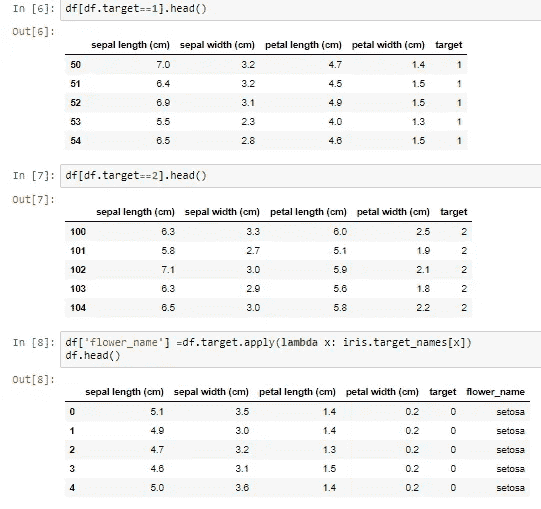 In [6]: df[df.target==1].head()
Out[6]:
sepal length (cm) sepal width (cm) petal length (cm) petal width (cm) target
50 7.0 3.2 4.7 1.4 1
51 6.4 3.2 4.5 1.5 1
52 6.9 3.1 4.9 1.5 1
53 5.5 2.3 4.0 1.3 1
54 6.5 2.8 4.6 1.5 1
In [7]: df[df.target==2].head()
Out[7]:
sepal length (cm) sepal width (cm) petal length (cm) petal width (cm) target
100 6.3 3.3 6.0 2.5 2
101 5.8 2.7 5.1 1.9 2
102 7.1 3.0 5.9 2.1 2
103 6.3 2.9 5.6 1.8 2
104 6.5 3.0 5.8 2.2 2
In [8]: df['flower_name'] =df.target.apply(lambda x: iris.target_names[x])
df.head()
Out[8]:
sepal length (cm) sepal width (cm) petal length (cm) petal width (cm) target flower_name
0 5.1 3.5 1.4 0.2 0 setosa
1 4.9 3.0 1.4 0.2 0 setosa
2 4.7 3.2 1.3 0.2 0 setosa
3 4.6 3.1 1.5 0.2 0 setosa
4 5.0 3.6 1.4 0.2 0 setosa